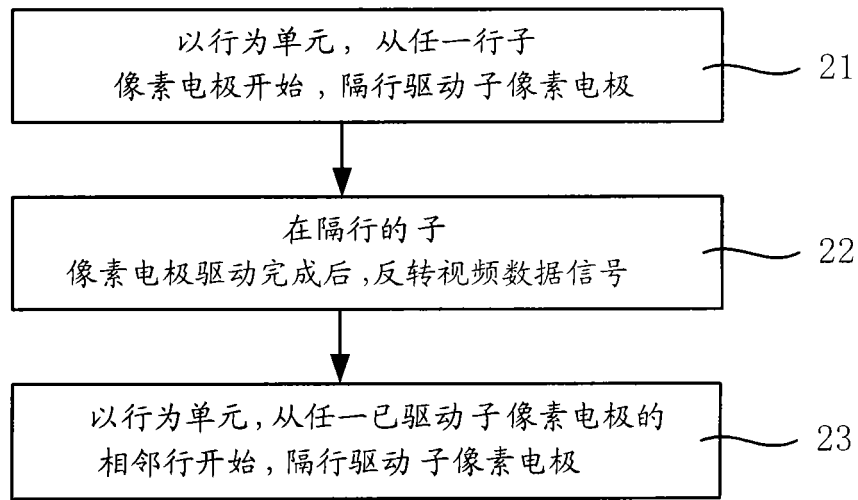 以行为单元, 从任一行子
像素电极开始,隔行驱动子像素电极
21
在隔行的子
像素电极驱动完成后,反转视频数据信号
22
以行为单元,从任一已驱动子像素电极的
相邻行开始,隔行驱动子像素电极
23